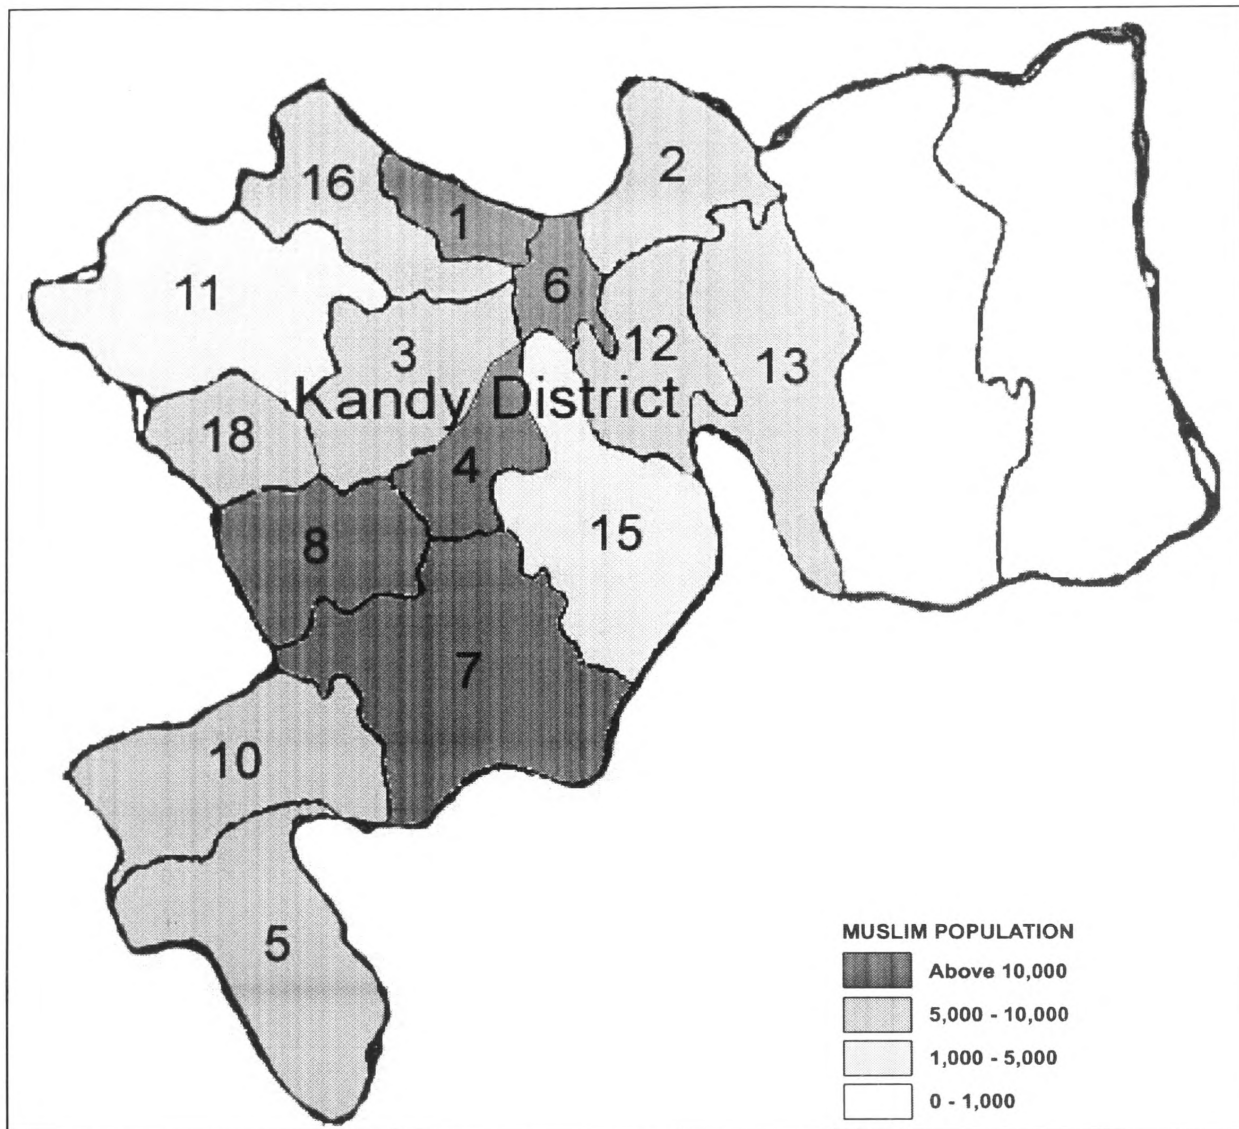 2
16
1
6
11
12
3
13
Kandy District
18
4
8
15
7
10
5
MUSLIM POPULATION
Above 10,000
5,000 - 10,000
1,000 - 5,000
0 - 1,000